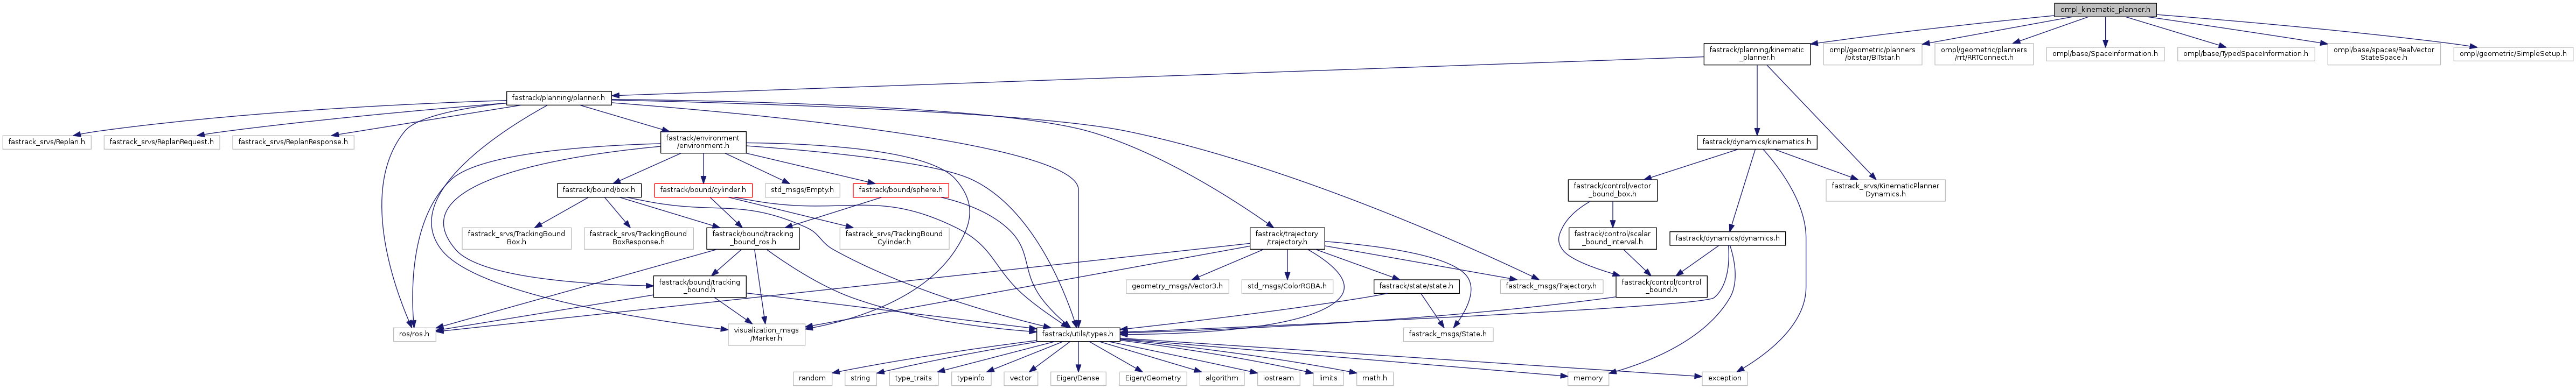 ompl_kinematic_planner.h
fastrack/planning/kinematic
_planner.h
ompl/geometric/planners
/bitstar/BITstar.h
ompl/geometric/planners
/rrt/RRTConnect.h
ompl/base/SpaceInformation.h
ompl/base/TypedSpaceInformation.h
ompl/base/spaces/RealVector
StateSpace.h
ompl/geometric/SimpleSetup.h
fastrack/planning/planner.h
fastrack_srvs/Replan.h
fastrack_srvs/ReplanRequest.h
fastrack_srvs/ReplanResponse.h
fastrack/environment
/environment.h
fastrack/dynamics/kinematics.h
fastrack/bound/box.h
fastrack/bound/cylinder.h
std_msgs/Empty.h
fastrack/bound/sphere.h
fastrack/control/vector
_bound_box.h
fastrack_srvs/KinematicPlanner
Dynamics.h
fastrack_srvs/TrackingBound
Box.h
fastrack_srvs/TrackingBound
BoxResponse.h
fastrack/bound/tracking
_bound_ros.h
fastrack_srvs/TrackingBound
Cylinder.h
fastrack/trajectory
/trajectory.h
fastrack/control/scalar
_bound_interval.h
fastrack/dynamics/dynamics.h
fastrack/bound/tracking
_bound.h
geometry_msgs/Vector3.h
std_msgs/ColorRGBA.h
fastrack/state/state.h
fastrack_msgs/Trajectory.h
fastrack/control/control
_bound.h
ros/ros.h
visualization_msgs
/Marker.h
fastrack/utils/types.h
fastrack_msgs/State.h
random
string
type_traits
typeinfo
vector
Eigen/Dense
Eigen/Geometry
algorithm
iostream
limits
math.h
memory
exception